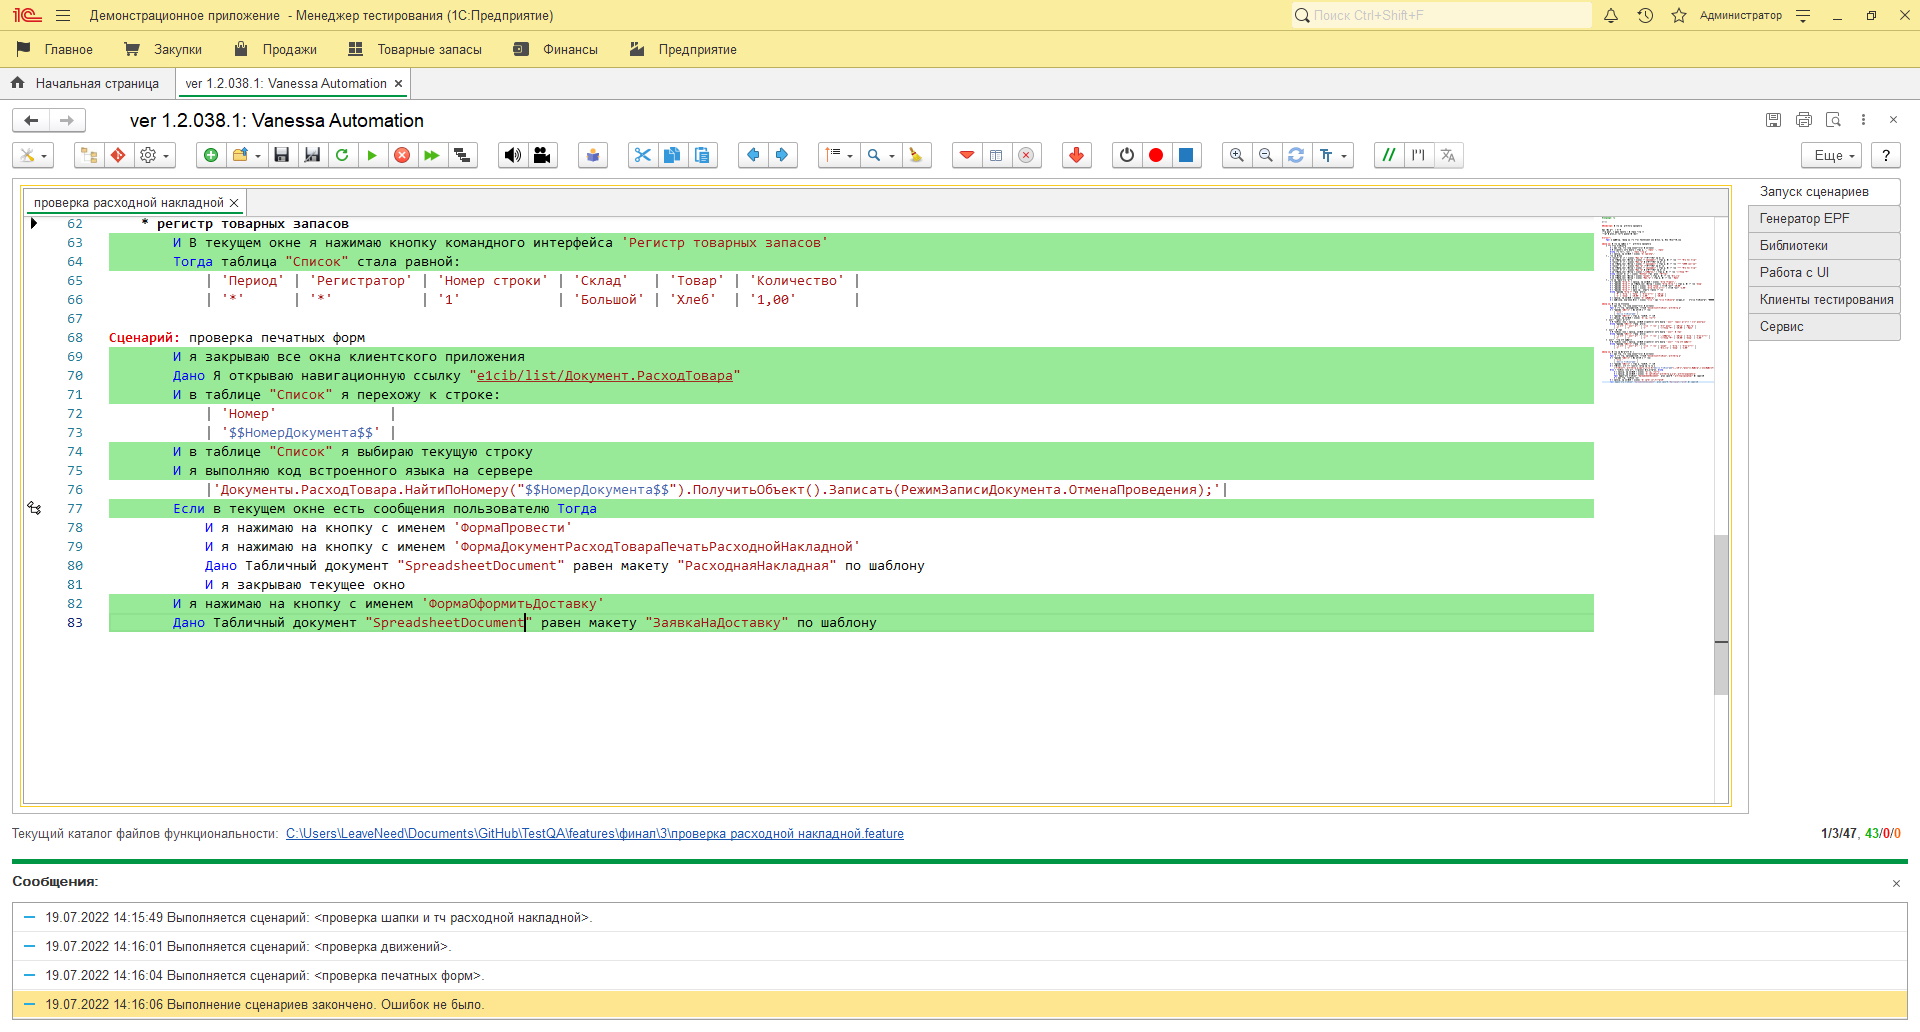 Демонстрационное приложение - Менеджер тестирования (1С:Предприятие)
Поиск Ctrl+Shift+F
Администратор
Главное
Закупки
Продажи
Товарные запасы
Финансы
Предприятие
Начальная страница
ver 1.2.038.1: Vanessa Automation
ver 1.2.038.1: Vanessa Automation
Еще
?
проверка расходной накладной
62 * регистр товарных запасов
63 И В текущем окне я нажимаю кнопку командного интерфейса 'Регистр товарных запасов'
64 Тогда таблица "Список" стала равной:
65 | 'Период' | 'Регистратор' | 'Номер строки' | 'Склад' | 'Товар' | 'Количество' |
66 | '*' | '*' | '1' | 'Большой' | 'Хлеб' | '1,00' |
67
68 Сценарий: проверка печатных форм
69 И я закрываю все окна клиентского приложения
70 Дано Я открываю навигационную ссылку "e1cib/list/Документ.РасходТовара"
71 И в таблице "Список" я перехожу к строке:
72 | 'Номер' |
73 | '$$НомерДокумента$$' |
74 И в таблице "Список" я выбираю текущую строку
75 И я выполняю код встроенного языка на сервере
76 |'Документы.РасходТовара.НайтиПоНомеру("$$НомерДокумента$$").ПолучитьОбъект().Записать(РежимЗаписиДокумента.ОтменаПроведения);'|
77 Если в текущем окне есть сообщения пользователю Тогда
78 И я нажимаю на кнопку с именем 'ФормаПровести'
79 И я нажимаю на кнопку с именем 'ФормаДокументРасходТовараПечатьРасходнойНакладной'
80 Дано Табличный документ "SpreadsheetDocument" равен макету "РасходнаяНакладная" по шаблону
81 И я закрываю текущее окно
82 И я нажимаю на кнопку с именем 'ФормаОформитьДоставку'
83 Дано Табличный документ "SpreadsheetDocument" равен макету "ЗаявкаНаДоставку" по шаблону
Запуск сценариев
Генератор EPF
Библиотеки
Работа с UI
Клиенты тестирования
Сервис
Текущий каталог файлов функциональности: C:\Users\LeaveNeed\Documents\GitHub\TestQA\features\финал\3\проверка расходной накладной.feature
1/3/47, 43/0/0
Сообщения:
19.07.2022 14:15:49 Выполняется сценарий: <проверка шапки и тч расходной накладной>.
19.07.2022 14:16:01 Выполняется сценарий: <проверка движений>.
19.07.2022 14:16:04 Выполняется сценарий: <проверка печатных форм>.
19.07.2022 14:16:06 Выполнение сценариев закончено. Ошибок не было.